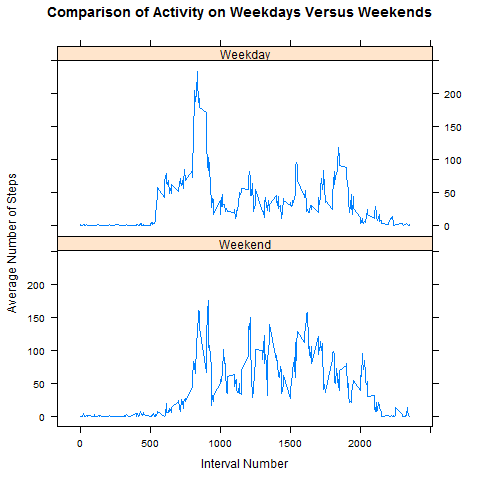 Comparison of Activity on Weekdays Versus Weekends
Weekday
200
150
100
50
0
Weekend
200
150
100
50
0
0 500 1000 1500 2000
Interval Number
Average Number of Steps